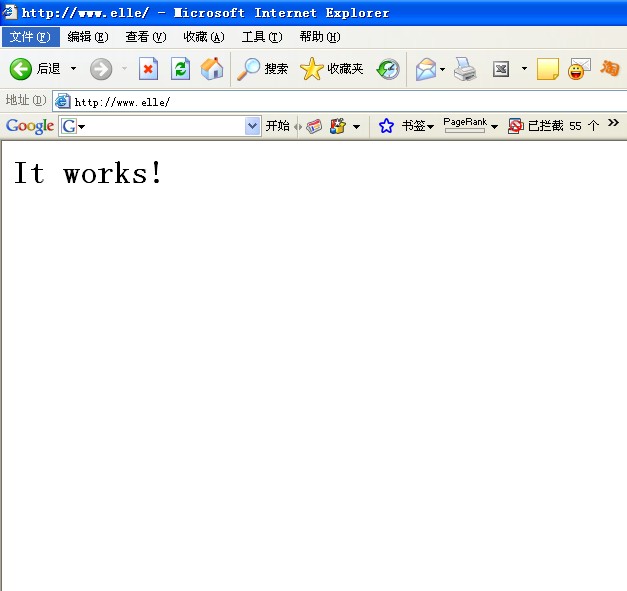 http://www.elle/ - Microsoft Internet Explorer
文件(F) 编辑(E) 查看(V) 收藏(A) 工具(T) 帮助(H)
后退 搜索 收藏夹 淘
地址(D) http://www.elle/
Google G 开始 书签 PageRank 已拦截 55 个 »
It works!